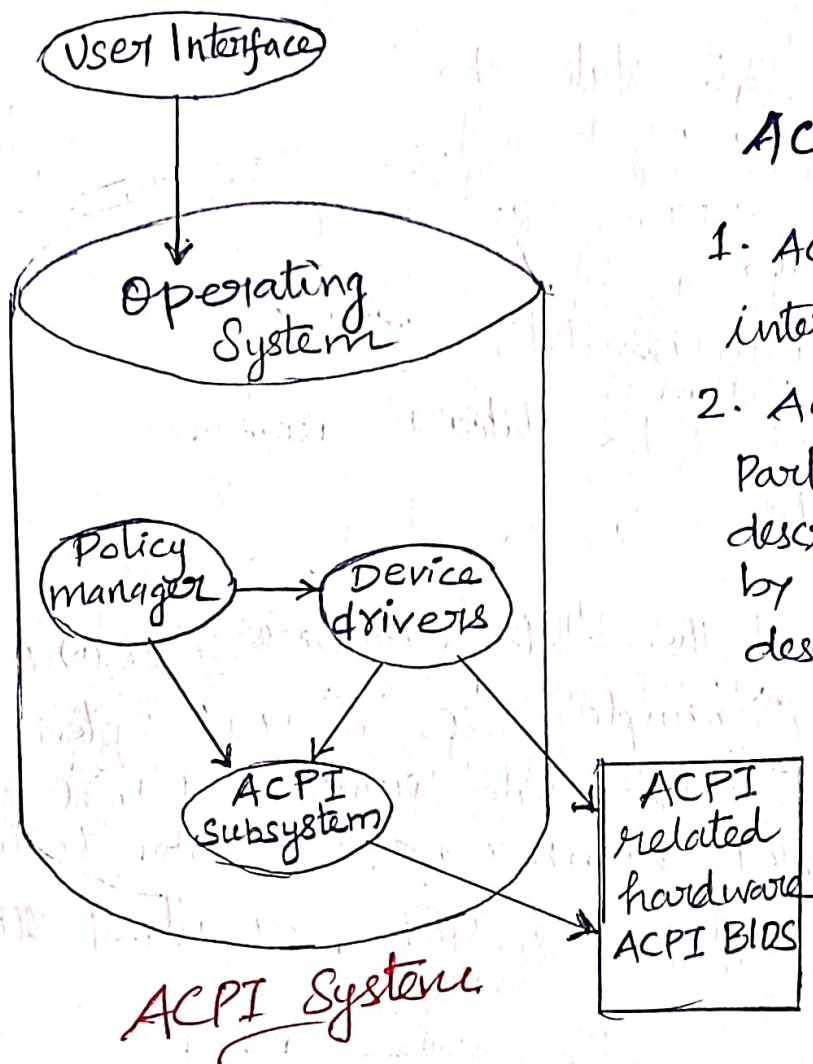 User Interface
Operating
System
Policy
manager
Device
drivers
ACPI
Subsystem
ACPI
related
hardware
ACPI BIOS
ACPI System
AC
1. Ac
inte
2. Ac
Part
desc
by
des